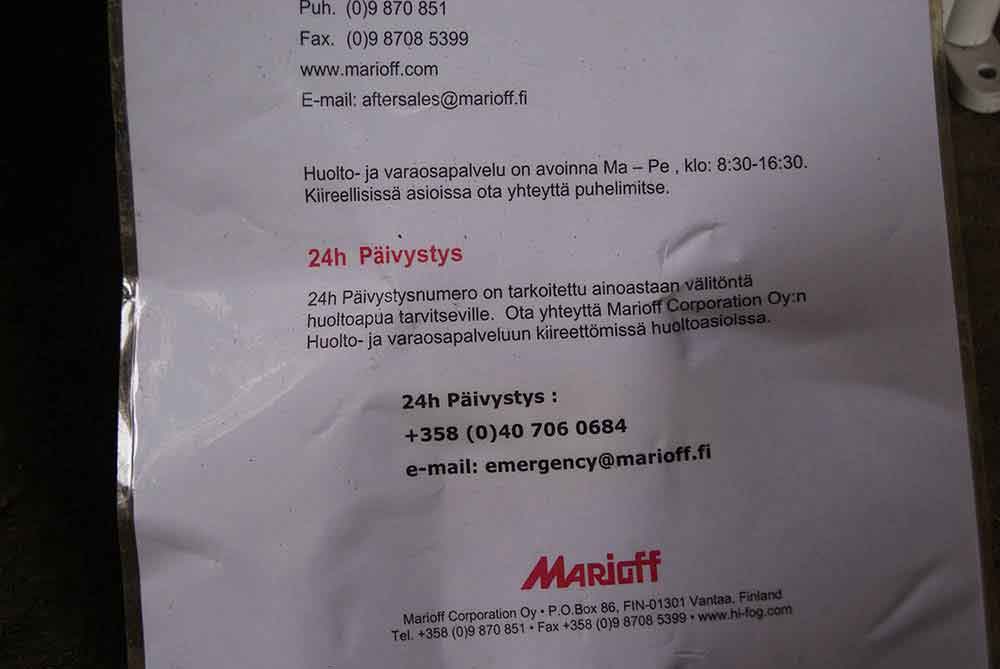 Puh. (0)9 870 851
Fax. (0)9 8708 5399
www.marioff.com
E-mail: aftersales@marioff.fi
Huolto- ja varaosapalvelu on avoinna Ma – Pe , klo: 8:30-16:30.
Kiireellisissä asioissa ota yhteyttä puhelimitse.
24h Päivystys
24h Päivystysnumero on tarkoitettu ainoastaan välitöntä
huoltoapua tarvitseville. Ota yhteyttä Marioff Corporation Oy:n
Huolto- ja varaosapalveluun kiireettömissä huoltoasioissa.
24h Päivystys :
+358 (0)40 706 0684
e-mail: emergency@marioff.fi
MARIOFF
Marioff Corporation Oy • P.O.Box 86, FIN-01301 Vantaa, Finland
Tel. +358 (0)9 870 851 • Fax +358 (0)9 8708 5399 • www.hi-fog.com